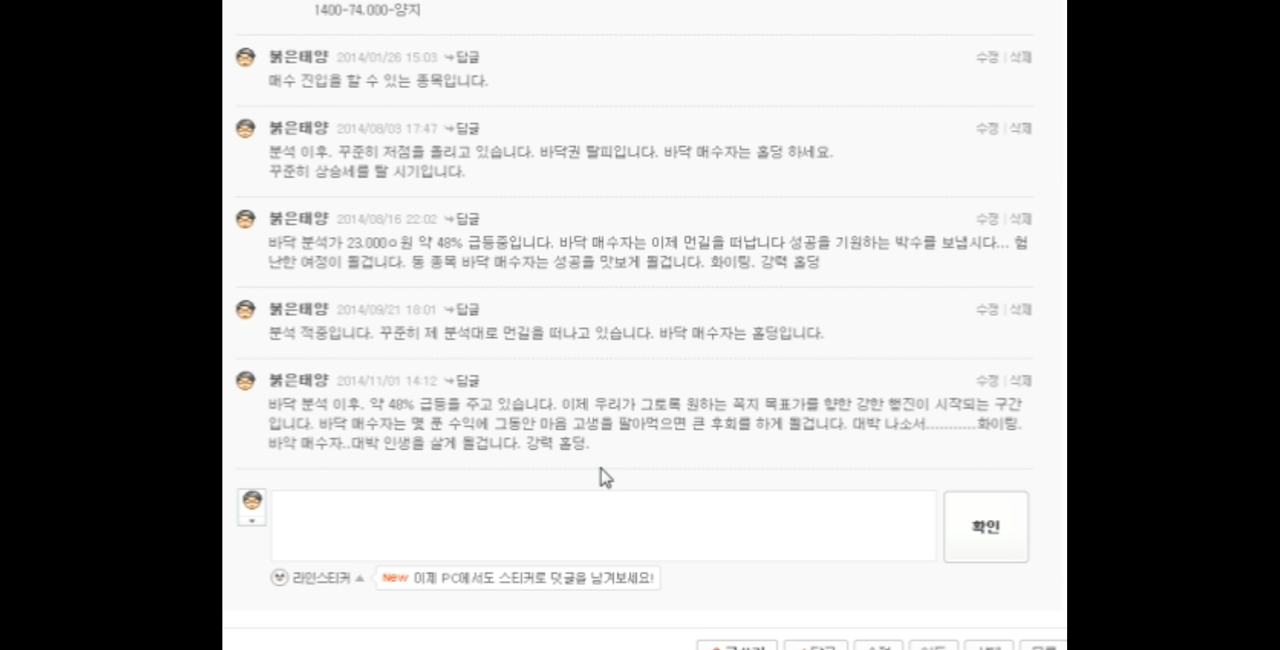 1400-74.000-양지
붉은태양 2014/01/26 15:03 답글 수정 | 삭제
매수 진입을 할 수 있는 종목입니다.
붉은태양 2014/08/03 17:47 답글 수정 | 삭제
분석 이후. 꾸준히 저점을 올리고 있습니다. 바닥권 탈피입니다. 바닥 매수자는 홀딩 하세요.
꾸준히 상승세를 탈 시기입니다.
붉은태양 2014/08/16 22:02 답글 수정 | 삭제
바닥 분석가 23.000ㅇ원 약 48% 급등중입니다. 바닥 매수자는 이제 먼길을 떠납니다 성공을 기원하는 박수를 보냅시다... 험
난한 여정이 될겁니다. 동 종목 바닥 매수자는 성공을 맛보게 될겁니다. 화이팅. 강력 홀딩
붉은태양 2014/09/21 18:01 답글 수정 | 삭제
분석 적중입니다. 꾸준히 제 분석대로 먼길을 떠나고 있습니다. 바닥 매수자는 홀딩입니다.
붉은태양 2014/11/01 14:12 답글 수정 | 삭제
바닥 분석 이후. 약 48% 급등을 주고 있습니다. 이제 우리가 그토록 원하는 꼭지 목표가를 향한 강한 행진이 시작되는 구간
입니다. 바닥 매수자는 몇 푼 수익에 그동안 마음 고생을 팔아먹으면 큰 후회를 하게 될겁니다. 대박 나소서...........화이팅.
바악 매수자..대박 인생을 살게 될겁니다. 강력 홀딩.
확인
라인스티커 New 이제 PC에서도 스티커로 댓글을 남겨보세요!